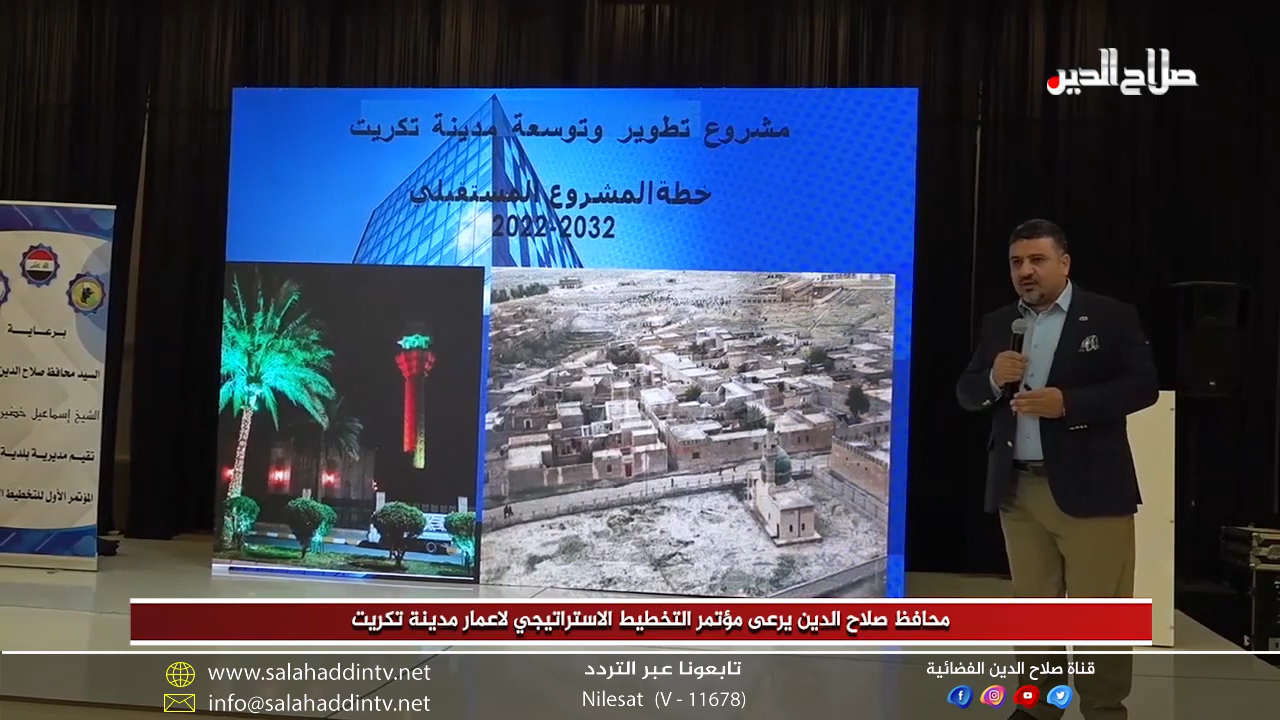 صلاح الدين
مشروع تطوير وتوسعة مدينة تكريت
خطة المشروع المستقبلي
2022-2032
برعاية
السيد محافظ صلاح الدين
الشيخ إسماعيل خضير
تقيم مديرية بلدية
المؤتمر الأول للتخطيط
محافظ صلاح الدين يرعى مؤتمر التخطيط الاستراتيجي لاعمار مدينة تكريت
قناة صلاح الدين الفضائية
تابعونا عبر التردد
Nilesat (V - 11678)
www.salahaddintv.net
info@salahaddintv.net